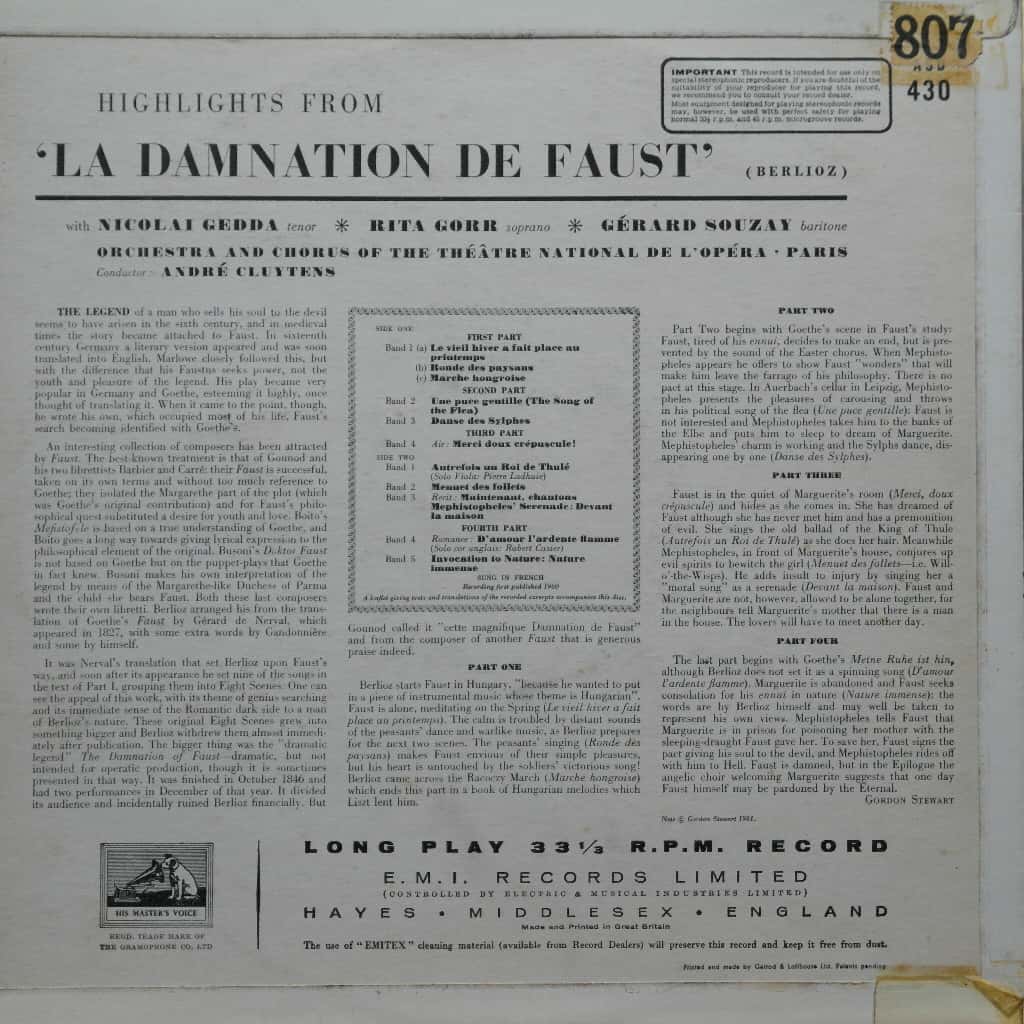 807
ASD
430
IMPORTANT This record is intended for use only on
special stereophonic reproducers. If you are doubtful of the
suitability of your reproducer for playing this record,
we recommend you to consult your record dealer.
Most equipment designed for playing stereophonic records
may, however, be used with perfect safety for playing
normal 33⅓ r.p.m. and 45 r.p.m. microgroove records.
HIGHLIGHTS FROM
‘LA DAMNATION DE FAUST’ (BERLIOZ)
with NICOLAI GEDDA tenor * RITA GORR soprano * GÉRARD SOUZAY baritone
ORCHESTRA AND CHORUS OF THE THÉÂTRE NATIONAL DE L'OPÉRA · PARIS
Conductor: ANDRÉ CLUYTENS
THE LEGEND of a man who sells his soul to the devil
seems to have arisen in the sixth century, and in medieval
times the story became attached to Faust. In sixteenth
century Germany a literary version appeared and was soon
translated into English. Marlowe closely followed this, but
with the difference that his Faustus seeks power, not the
youth and pleasure of the legend. His play became very
popular in Germany and Goethe, esteeming it highly, once
thought of translating it. When it came to the point, though,
he wrote his own, which occupied most of his life, Faust's
search becoming identified with Goethe's.
An interesting collection of composers has been attracted
by Faust. The best-known treatment is that of Gounod and
his two librettists Barbier and Carré: their Faust is successful,
taken on its own terms and without too much reference to
Goethe; they isolated the Margarethe part of the plot (which
was Goethe's original contribution) and for Faust's philo-
sophical quest substituted a desire for youth and love. Boito's
Mefistofele is based on a true understanding of Goethe, and
Boito goes a long way towards giving lyrical expression to the
philosophical element of the original. Busoni's Doktor Faust
is not based on Goethe but on the puppet-plays that Goethe
in fact knew. Busoni makes his own interpretation of the
legend by means of the Margarethe-like Duchess of Parma
and the child she bears Faust. Both these last composers
wrote their own libretti. Berlioz arranged his from the trans-
lation of Goethe's Faust by Gérard de Nerval, which
appeared in 1827, with some extra words by Gandonnière
and some by himself.
It was Nerval's translation that set Berlioz upon Faust's
way, and soon after its appearance he set nine of the songs in
the text of Part I, grouping them into Eight Scenes. One can
see the appeal of this work, with its theme of genius searching
and its immediate sense of the Romantic dark side to a man
of Berlioz's nature. These original Eight Scenes grew into
something bigger and Berlioz withdrew them almost immedi-
ately after publication. The bigger thing was the "dramatic
legend" The Damnation of Faust—dramatic, but not
intended for operatic production, though it is sometimes
presented in that way. It was finished in October 1846 and
had two performances in December of that year. It divided
its audience and incidentally ruined Berlioz financially. But
SIDE ONE
FIRST PART
Band 1 (a) Le vieil hiver a fait place au
printemps
(b) Ronde des paysans
(c) Marche hongroise
SECOND PART
Band 2 Une puce gentille (The Song of
the Flea)
Band 3 Danse des Sylphes
THIRD PART
Band 4 Air: Merci doux crépuscule!
SIDE TWO
Band 1 Autrefois un Roi de Thulé
(Solo Viola: Pierre Ladhuie)
Band 2 Menuet des follets
Band 3 Recit: Maintenant, chantons
Mephistopheles' Serenade: Devant
la maison
FOURTH PART
Band 4 Romance: D'amour l'ardente flamme
(Solo cor anglais: Robert Casier)
Band 5 Invocation to Nature: Nature
immense
SUNG IN FRENCH
Recording first published 1960
A leaflet giving texts and translations of the recorded excerpts accompanies this disc.
Gounod called it "cette magnifique Damnation de Faust"
and from the composer of another Faust that is generous
praise indeed.
PART ONE
Berlioz starts Faust in Hungary, "because he wanted to put
in a piece of instrumental music whose theme is Hungarian".
Faust is alone, meditating on the Spring (Le vieil hiver a fait
place au printemps). The calm is troubled by distant sounds
of the peasants' dance and warlike music, as Berlioz prepares
for the next two scenes. The peasants' singing (Ronde des
paysans) makes Faust envious of their simple pleasures,
but his heart is untouched by the soldiers' victorious song!
Berlioz came across the Racoczy March (Marche hongroise)
which ends this part in a book of Hungarian melodies which
Liszt lent him.
PART TWO
Part Two begins with Goethe's scene in Faust's study:
Faust, tired of his ennui, decides to make an end, but is pre-
vented by the sound of the Easter chorus. When Mephisto-
pheles appears he offers to show Faust "wonders" that will
make him leave the farrago of his philosophy. There is no
pact at this stage. In Auerbach's cellar in Leipzig, Mephisto-
pheles presents the pleasures of carousing and throws
in his political song of the flea (Une puce gentille): Faust is
not interested and Mephistopheles takes him to the banks of
the Elbe and puts him to sleep to dream of Marguerite.
Mephistopheles' charm is working and the Sylphs dance, dis-
appearing one by one (Danse des Sylphes).
PART THREE
Faust is in the quiet of Marguerite's room (Merci, doux
crépuscule) and hides as she comes in. She has dreamed of
Faust although she has never met him and has a premonition
of evil. She sings the old ballad of the King of Thule
(Autrefois un Roi de Thulé) as she does her hair. Meanwhile
Mephistopheles, in front of Marguerite's house, conjures up
evil spirits to bewitch the girl (Menuet des follets—i.e. Will-
o'-the-Wisps). He adds insult to injury by singing her a
"moral song" as a serenade (Devant la maison). Faust and
Marguerite are not, however, allowed to be alone together, for
the neighbours tell Marguerite's mother that there is a man
in the house. The lovers will have to meet another day.
PART FOUR
The last part begins with Goethe's Meine Ruhe ist hin,
although Berlioz does not set it as a spinning song (D'amour
l'ardente flamme). Marguerite is abandoned and Faust seeks
consolation for his ennui in nature (Nature immense): the
words are by Berlioz himself and may well be taken to
represent his own views. Mephistopheles tells Faust that
Marguerite is in prison for poisoning her mother with the
sleeping-draught Faust gave her. To save her, Faust signs the
part giving his soul to the devil, and Mephistopheles rides off
with him to Hell. Faust is damned, but in the Epilogue the
angelic choir welcoming Marguerite suggests that one day
Faust himself may be pardoned by the Eternal.
GORDON STEWART
Note © Gordon Stewart 1961.
HIS MASTER'S VOICE
REGD. TRADE MARK OF
THE GRAMOPHONE CO. LTD
LONG PLAY 33⅓ R.P.M. RECORD
E.M.I. RECORDS LIMITED
(CONTROLLED BY ELECTRIC & MUSICAL INDUSTRIES LIMITED)
HAYES • MIDDLESEX • ENGLAND
Made and Printed in Great Britain
The use of "EMITEX" cleaning material (available from Record Dealers) will preserve this record and keep it free from dust.
Printed and made by Garrod & Lofthouse Ltd. Patents pending